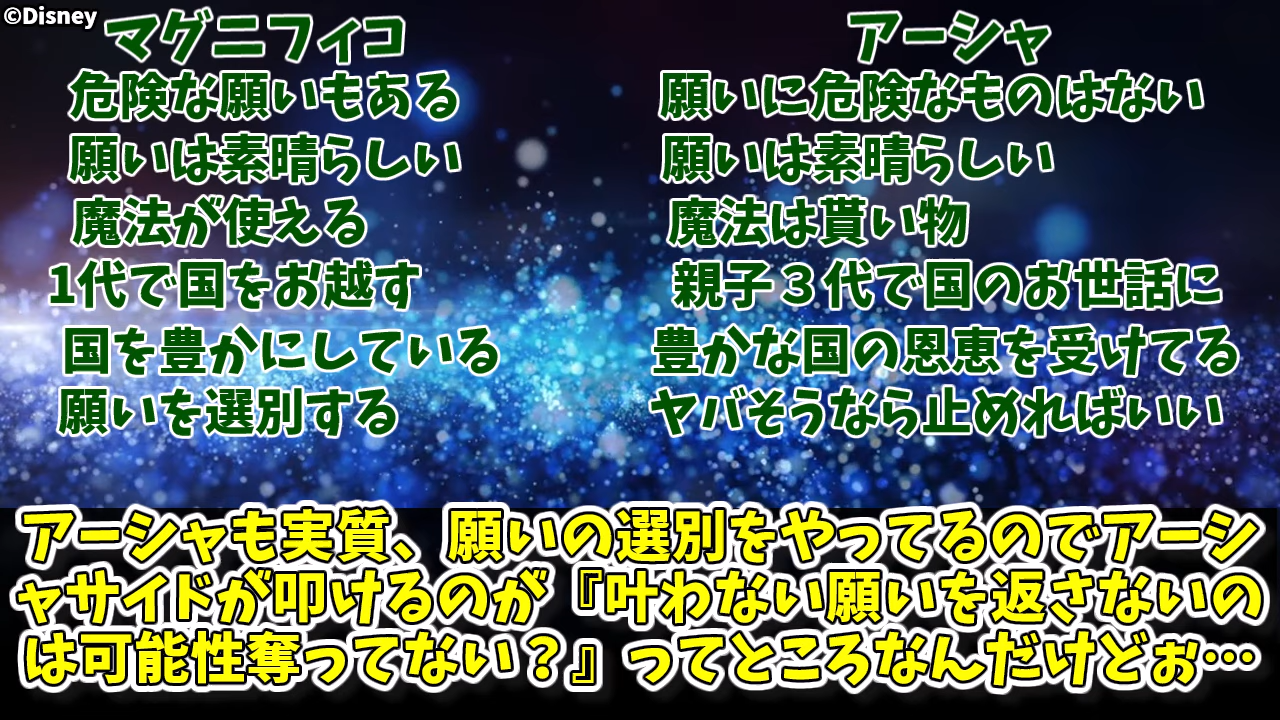 ©Disney
マグニフィコ
危険な願いもある
願いは素晴らしい
魔法が使える
1代で国をお越す
国を豊かにしている
願いを選別する
アーシャ
願いに危険なものはない
願いは素晴らしい
魔法は貰い物
親子３代で国のお世話に
豊かな国の恩恵を受けてる
ヤバそうなら止めればいい
アーシャも実質、願いの選別をやってるのでアーシ
ャサイドが叩けるのが『叶わない願いを返さないの
は可能性奪ってない？』ってところなんだけどぉ…